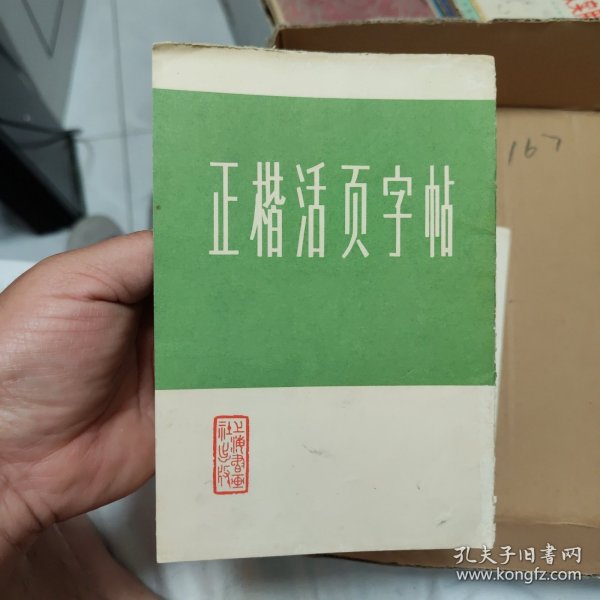 正楷活页字帖
上海书画
社出版
167
孔夫子旧书网
www.kongfz.com